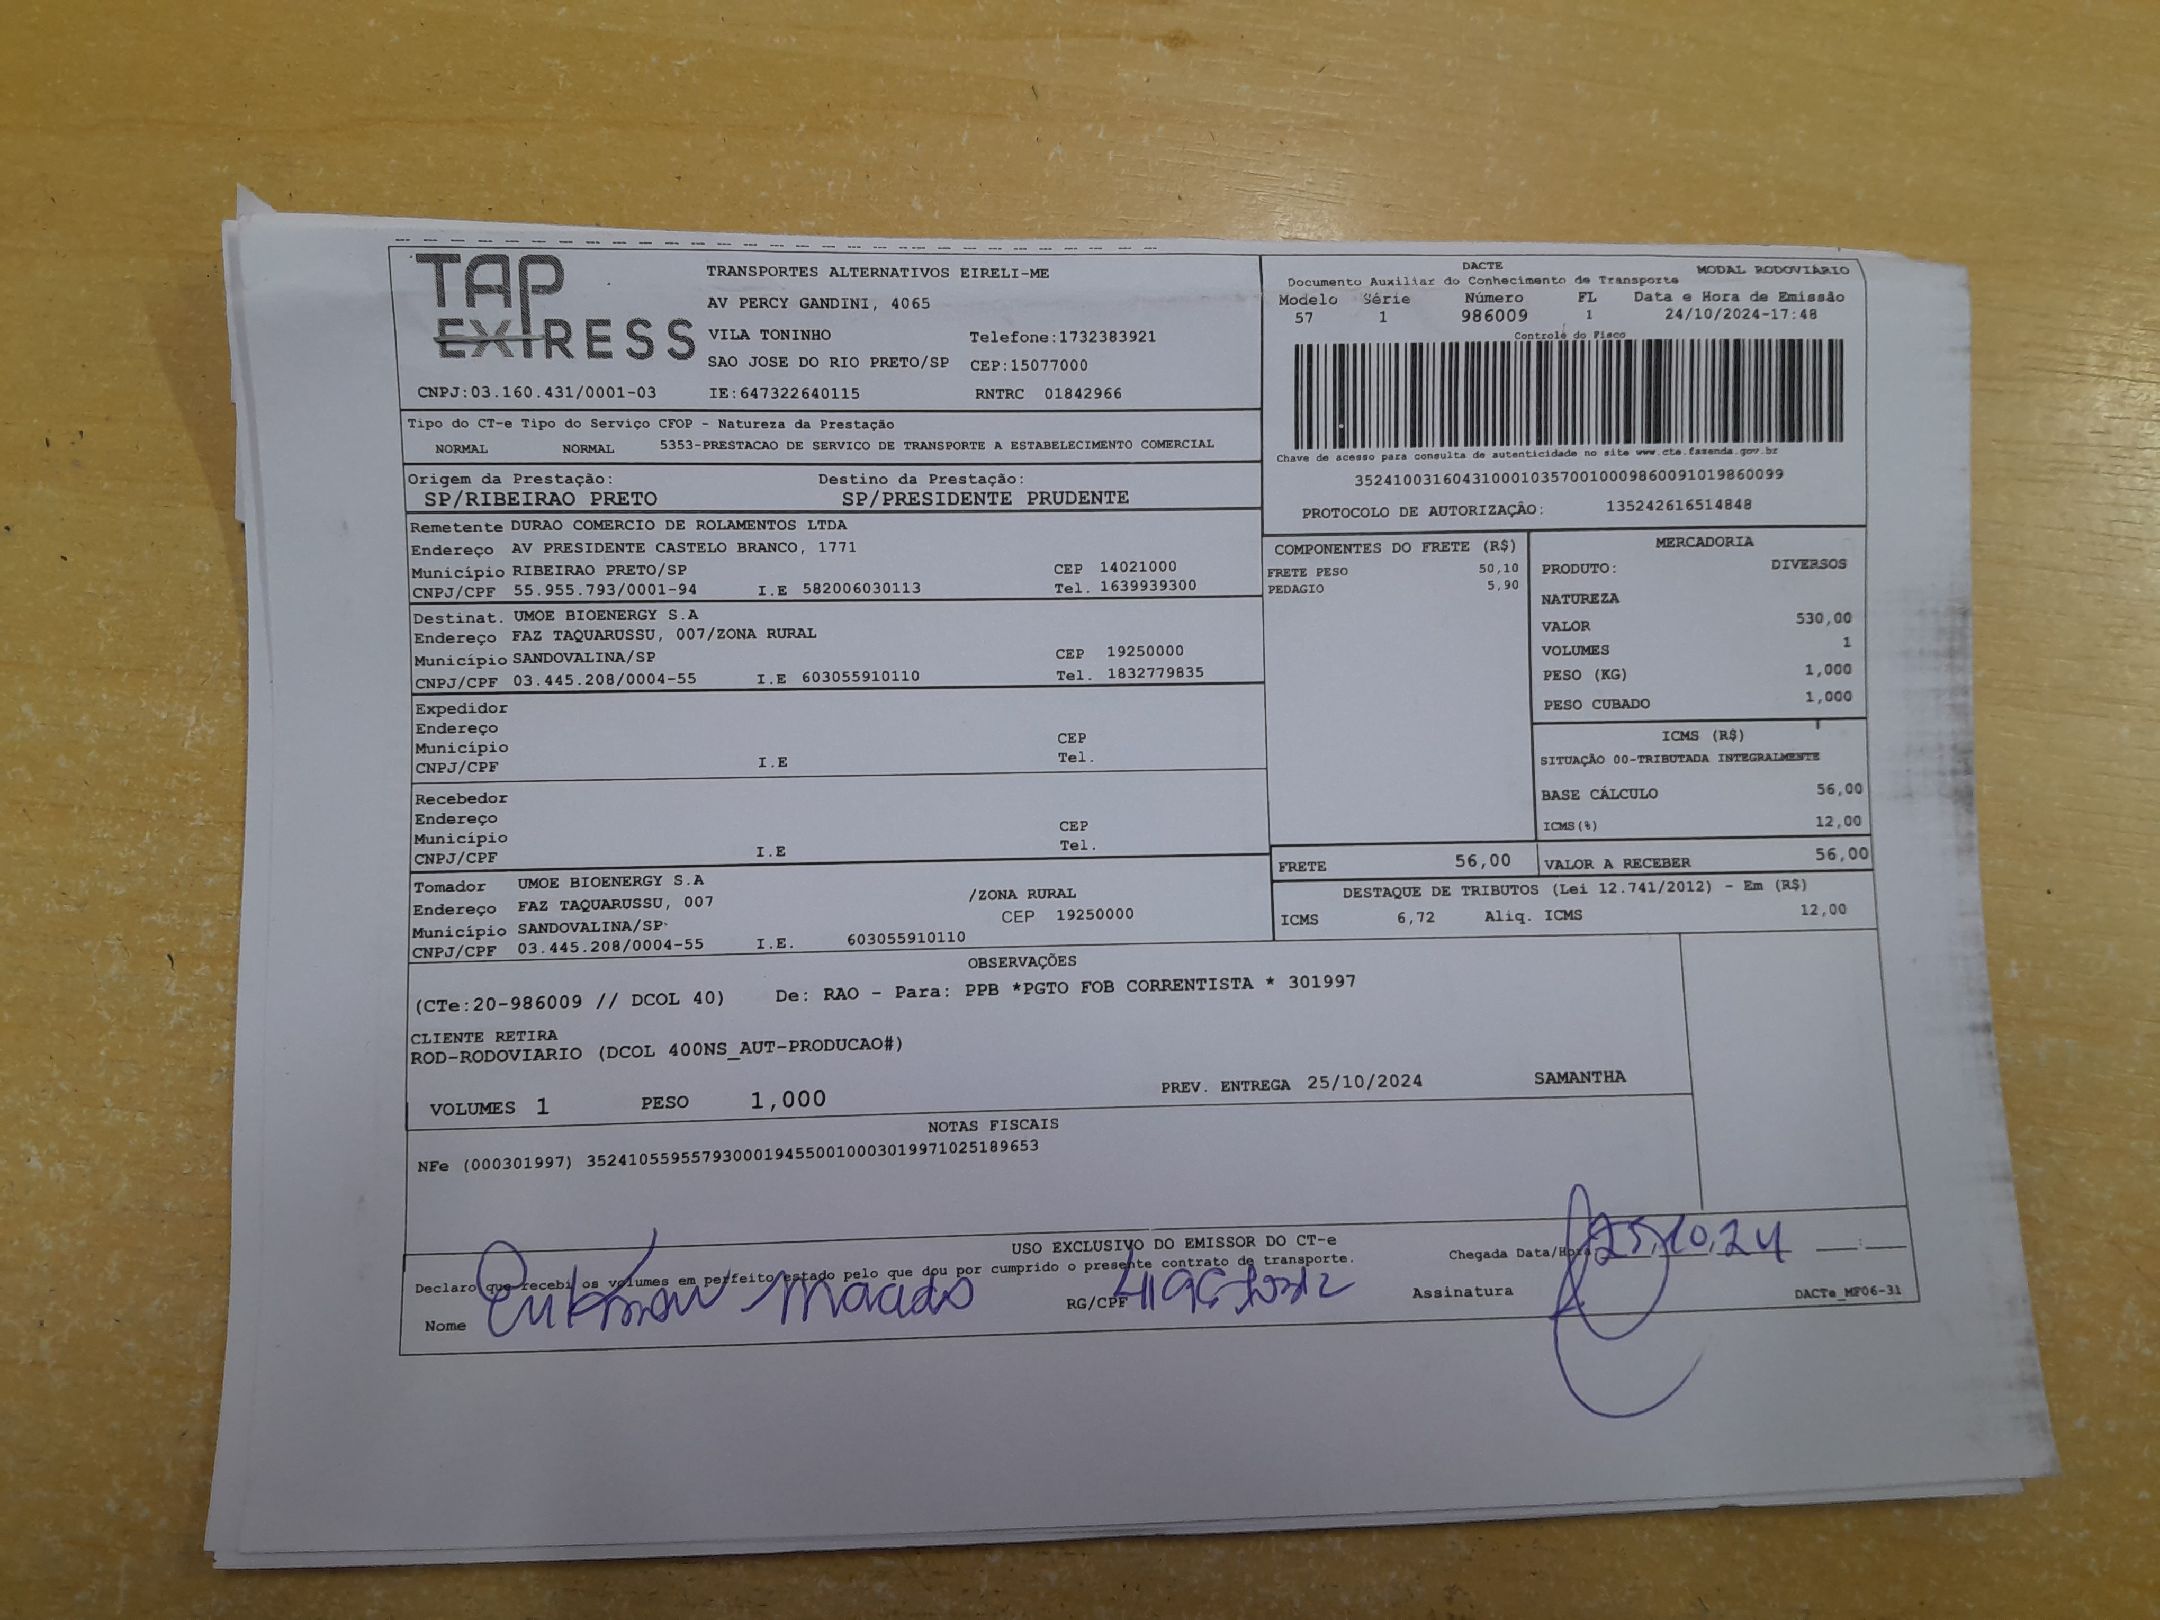 TAP
EXPRESS
TRANSPORTES ALTERNATIVOS EIRELI-ME
AV PERCY GANDINI, 4065
VILA TONINHO Telefone:1732383921
SAO JOSE DO RIO PRETO/SP CEP:15077000
CNPJ:03.160.431/0001-03 IE:647322640115 RNTRC 01842966
DACTE MODAL RODOVIÁRIO
Documento Auxiliar do Conhecimento de Transporte
Modelo Série Número FL Data e Hora de Emissão
57 1 986009 1 24/10/2024-17:48
Controle do Fisco
Chave de acesso para consulta de autenticidade no site www.cte.fazenda.gov.br
35241003160431000103570010009860091019860099
PROTOCOLO DE AUTORIZAÇÃO: 135242616514848
Tipo do CT-e Tipo do Serviço CFOP - Natureza da Prestação
NORMAL NORMAL 5353-PRESTACAO DE SERVIÇO DE TRANSPORTE A ESTABELECIMENTO COMERCIAL
Origem da Prestação: Destino da Prestação:
SP/RIBEIRAO PRETO SP/PRESIDENTE PRUDENTE
Remetente DURAO COMERCIO DE ROLAMENTOS LTDA
Endereço AV PRESIDENTE CASTELO BRANCO, 1771
Município RIBEIRAO PRETO/SP CEP 14021000
CNPJ/CPF 55.955.793/0001-94 I.E 582006030113 Tel. 1639939300
Destinat. UMOE BIOENERGY S.A
Endereço FAZ TAQUARUSSU, 007/ZONA RURAL
Município SANDOVALINA/SP CEP 19250000
CNPJ/CPF 03.445.208/0004-55 I.E 603055910110 Tel. 1832779835
Expedidor
Endereço
Município CEP
CNPJ/CPF I.E Tel.
Recebedor
Endereço
Município CEP
CNPJ/CPF I.E Tel.
Tomador UMOE BIOENERGY S.A
Endereço FAZ TAQUARUSSU, 007 /ZONA RURAL
Município SANDOVALINA/SP CEP 19250000
CNPJ/CPF 03.445.208/0004-55 I.E. 603055910110
COMPONENTES DO FRETE (R$)
FRETE PESO 50,10
PEDAGIO 5,90
MERCADORIA
PRODUTO: DIVERSOS
NATUREZA
VALOR 530,00
VOLUMES 1
PESO (KG) 1,000
PESO CUBADO 1,000
ICMS (R$)
SITUAÇÃO 00-TRIBUTADA INTEGRALMENTE
BASE CÁLCULO 56,00
ICMS(%) 12,00
FRETE 56,00 VALOR A RECEBER 56,00
DESTAQUE DE TRIBUTOS (Lei 12.741/2012) - Em (R$)
ICMS 6,72 Aliq. ICMS 12,00
OBSERVAÇÕES
(CTe:20-986009 // DCOL 40) De: RAO - Para: PPB *PGTO FOB CORRENTISTA * 301997
CLIENTE RETIRA
ROD-RODOVIARIO (DCOL 400NS_AUT-PRODUCAO#)
VOLUMES 1 PESO 1,000 PREV. ENTREGA 25/10/2024 SAMANTHA
NOTAS FISCAIS
NFe (000301997) 35241055955793000194550010003019971025189653
USO EXCLUSIVO DO EMISSOR DO CT-e
Declaro que recebi os volumes em perfeito estado pelo que dou por cumprido o presente contrato de transporte.
Chegada Data/Hora 25.10.24
Nome Macedo RG/CPF Assinatura
DACTe_MF06-31